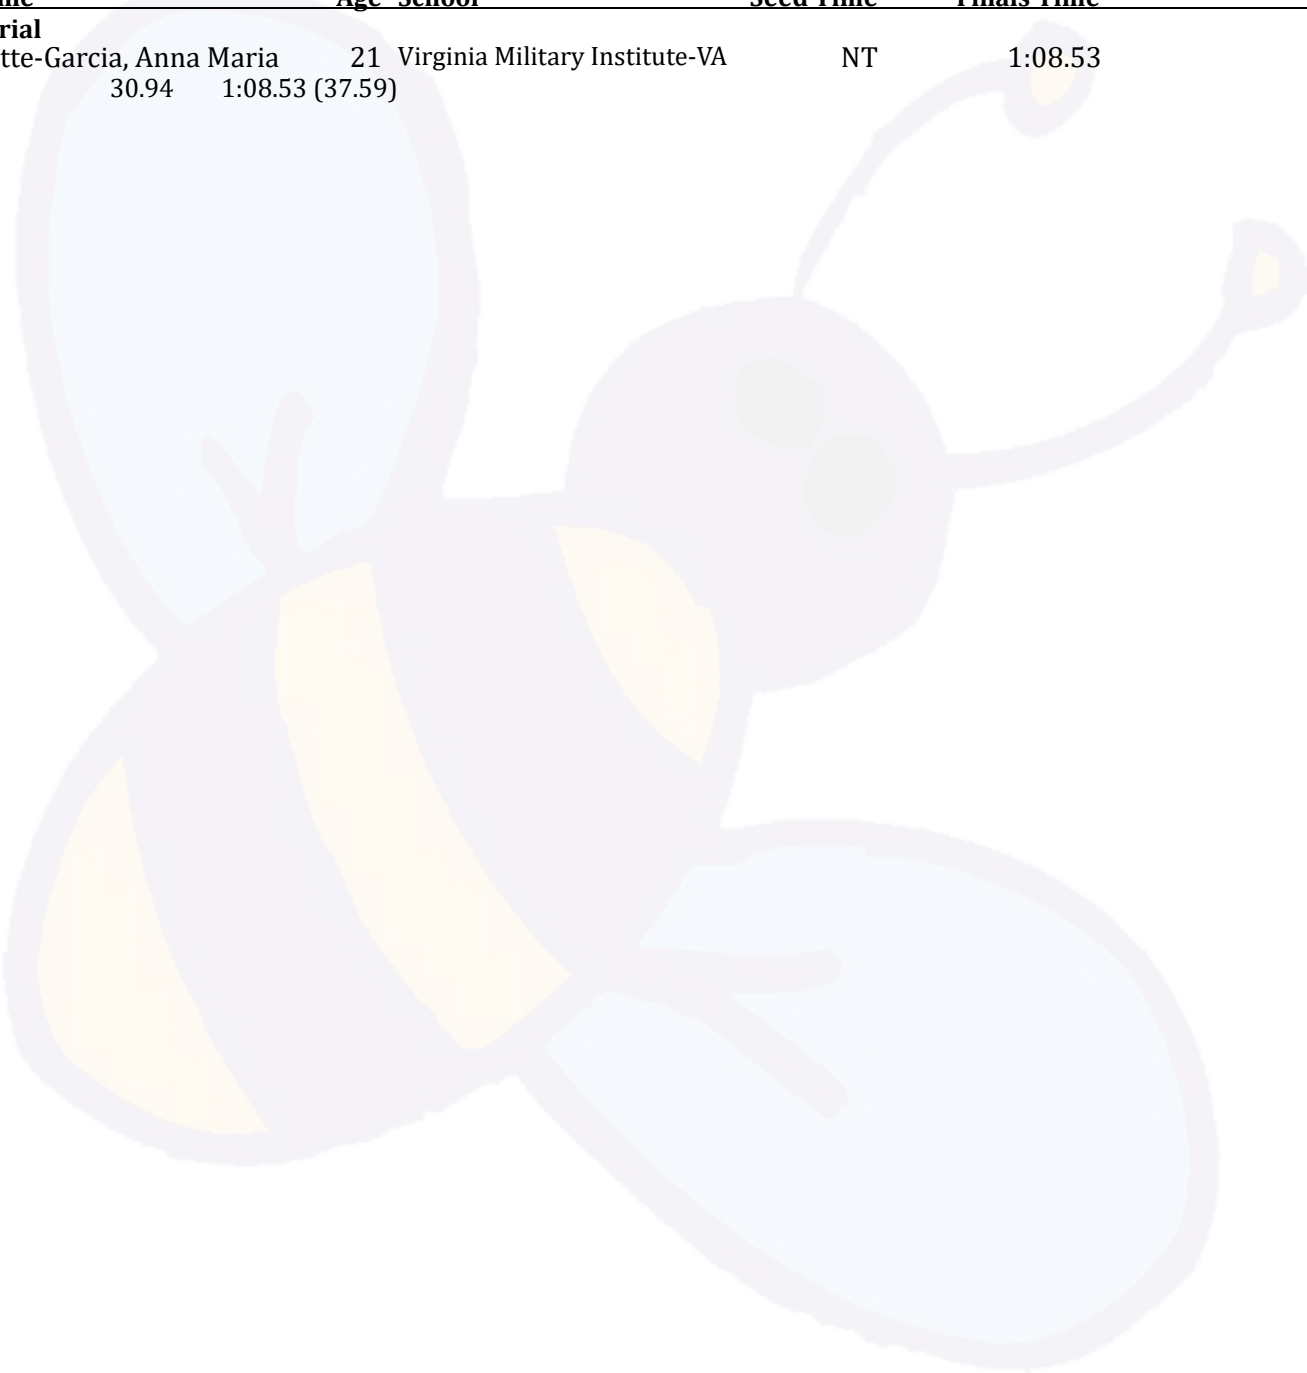 me Age School Seed Time Finals Time
rial
tte-Garcia, Anna Maria 21 Virginia Military Institute-VA NT 1:08.53
30.94 1:08.53 (37.59)